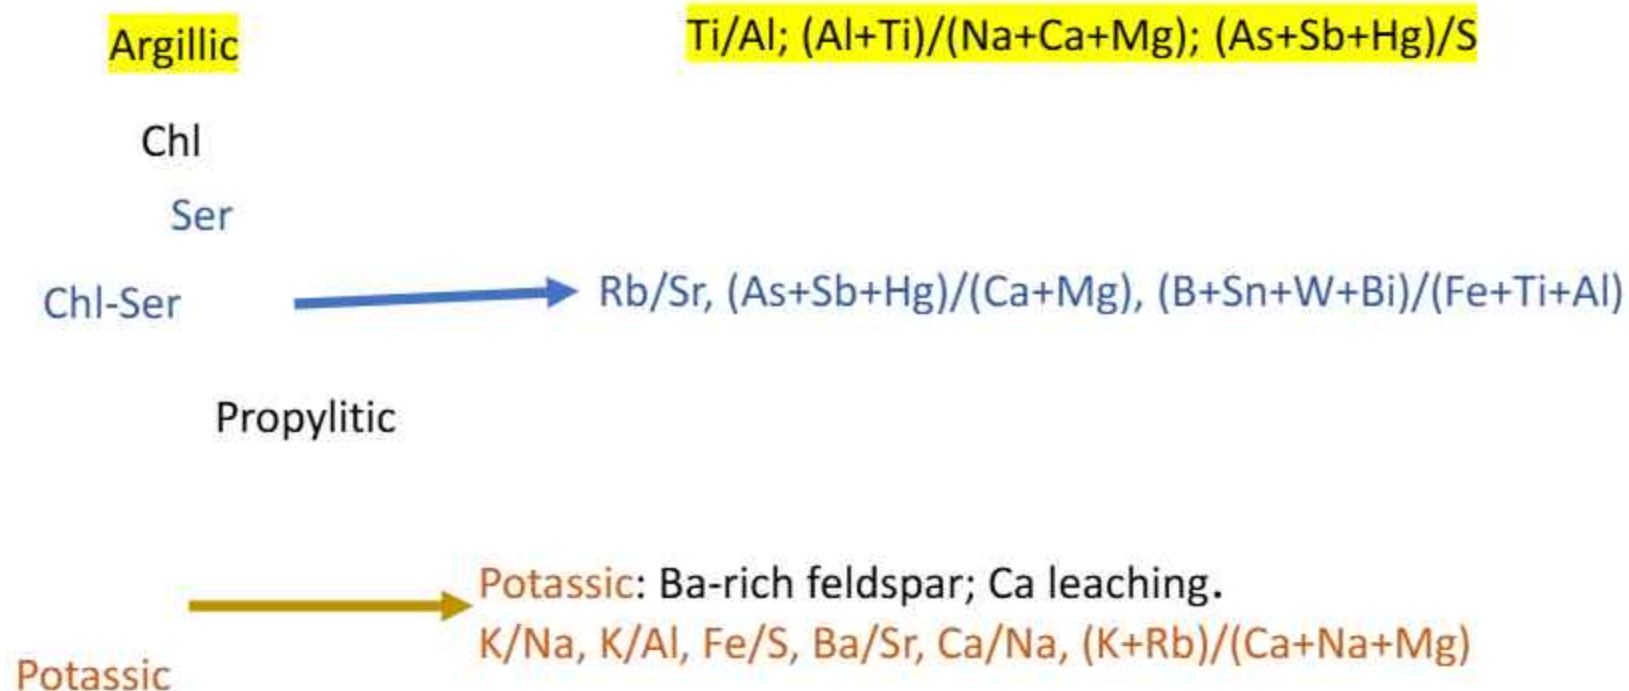 Argillic
Ti/Al; (Al+Ti)/(Na+Ca+Mg); (As+Sb+Hg)/S
Chl
Ser
Chl-Ser
Rb/Sr, (As+Sb+Hg)/(Ca+Mg), (B+Sn+W+Bi)/(Fe+Ti+Al)
Propylitic
Potassic: Ba-rich feldspar; Ca leaching.
K/Na, K/Al, Fe/S, Ba/Sr, Ca/Na, (K+Rb)/(Ca+Na+Mg)
Potassic